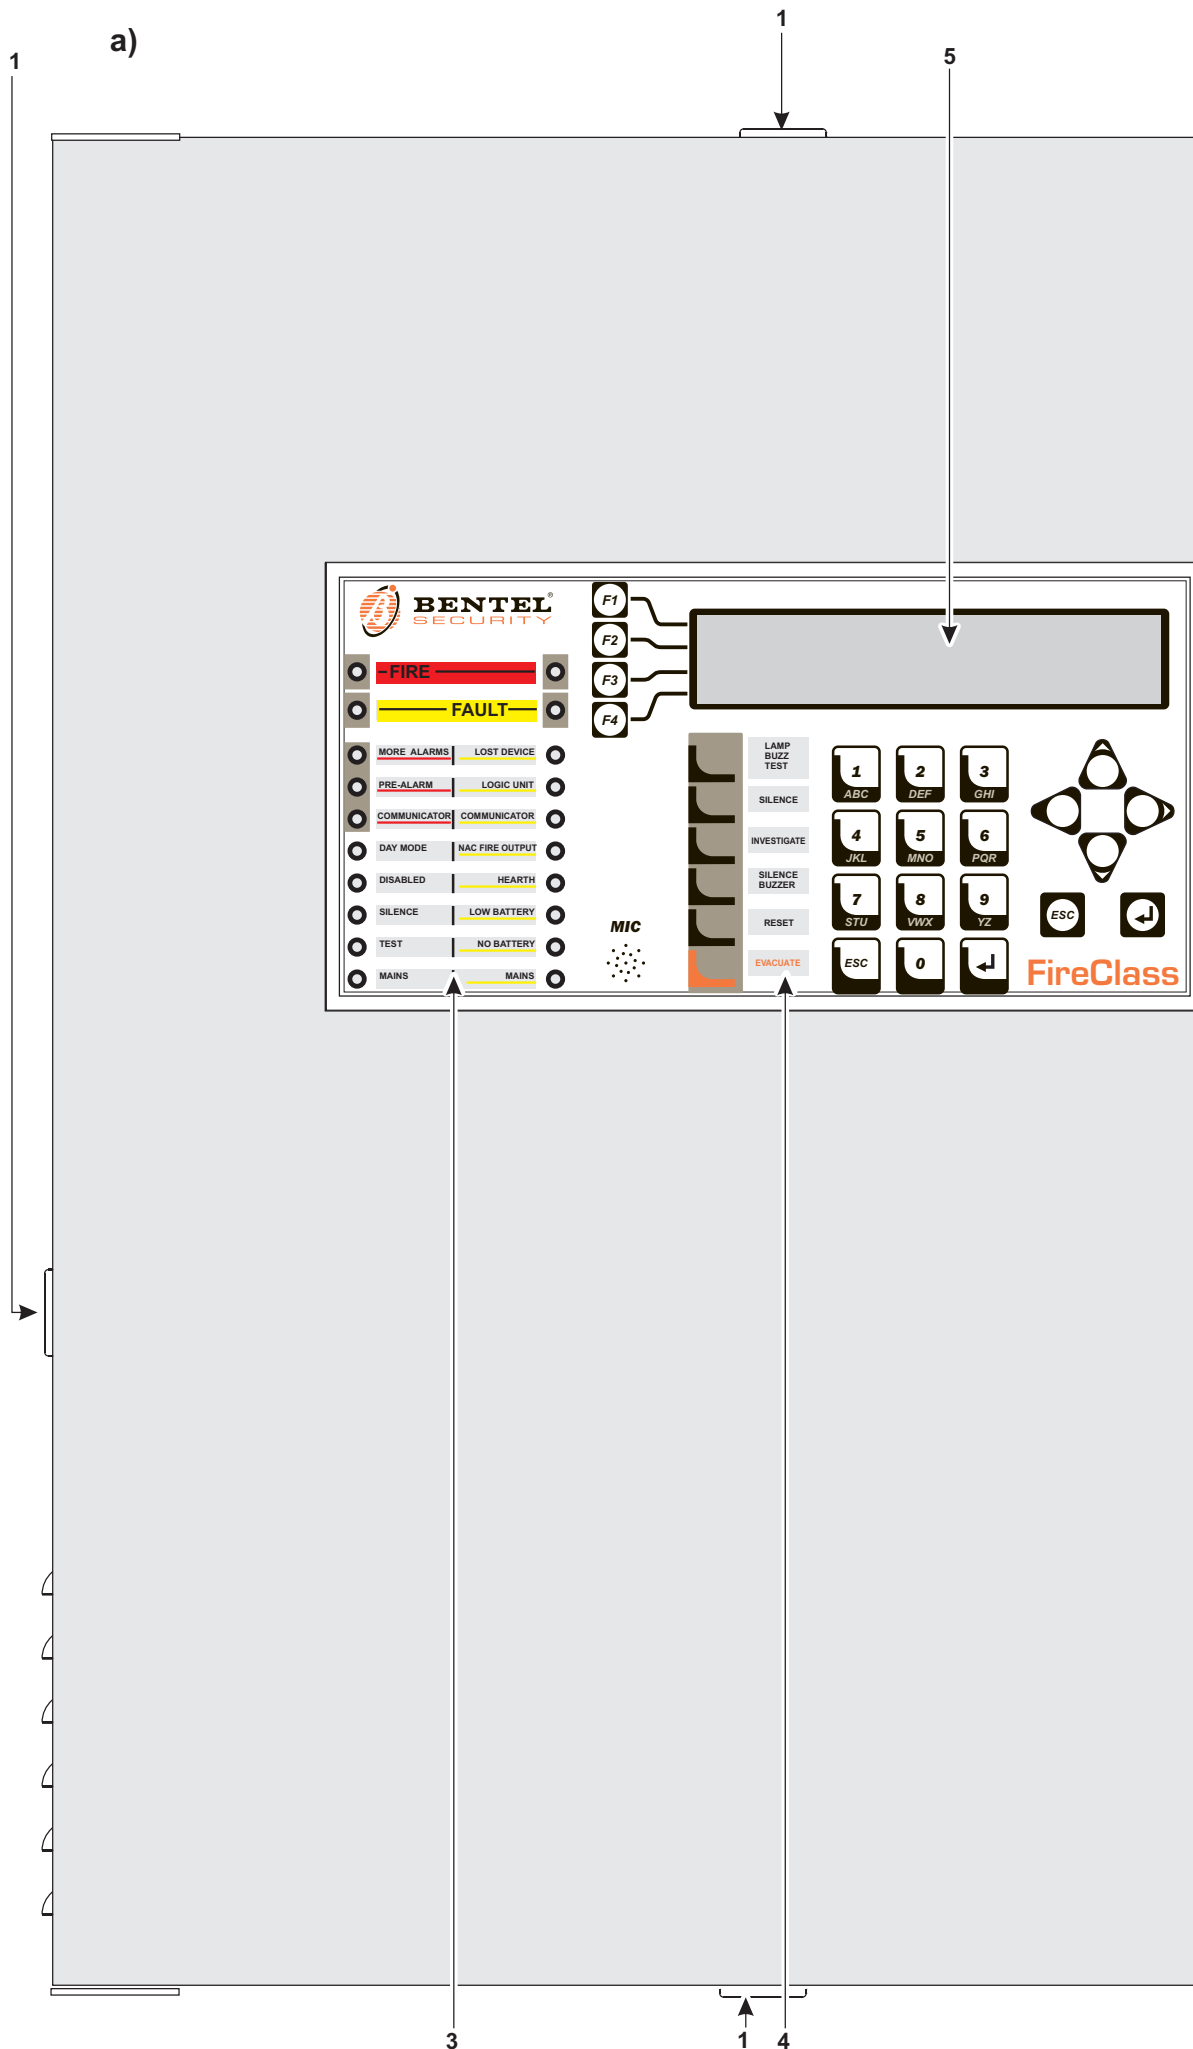 a)
1
1
5
BENTEL®
SECURITY
FIRE
FAULT
MORE ALARMS LOST DEVICE
PRE-ALARM LOGIC UNIT
COMMUNICATOR COMMUNICATOR
DAY MODE NAC FIRE OUTPUT
DISABLED HEARTH
SILENCE LOW BATTERY
TEST NO BATTERY
MAINS MAINS
F1
F2
F3
F4
MIC
LAMP
BUZZ
TEST
SILENCE
INVESTIGATE
SILENCE
BUZZER
RESET
EVACUATE
1 2 3
ABC DEF GHI
4 5 6
JKL MNO PQR
7 8 9
STU VWX YZ
ESC 0
ESC
FireClass
3
1
4